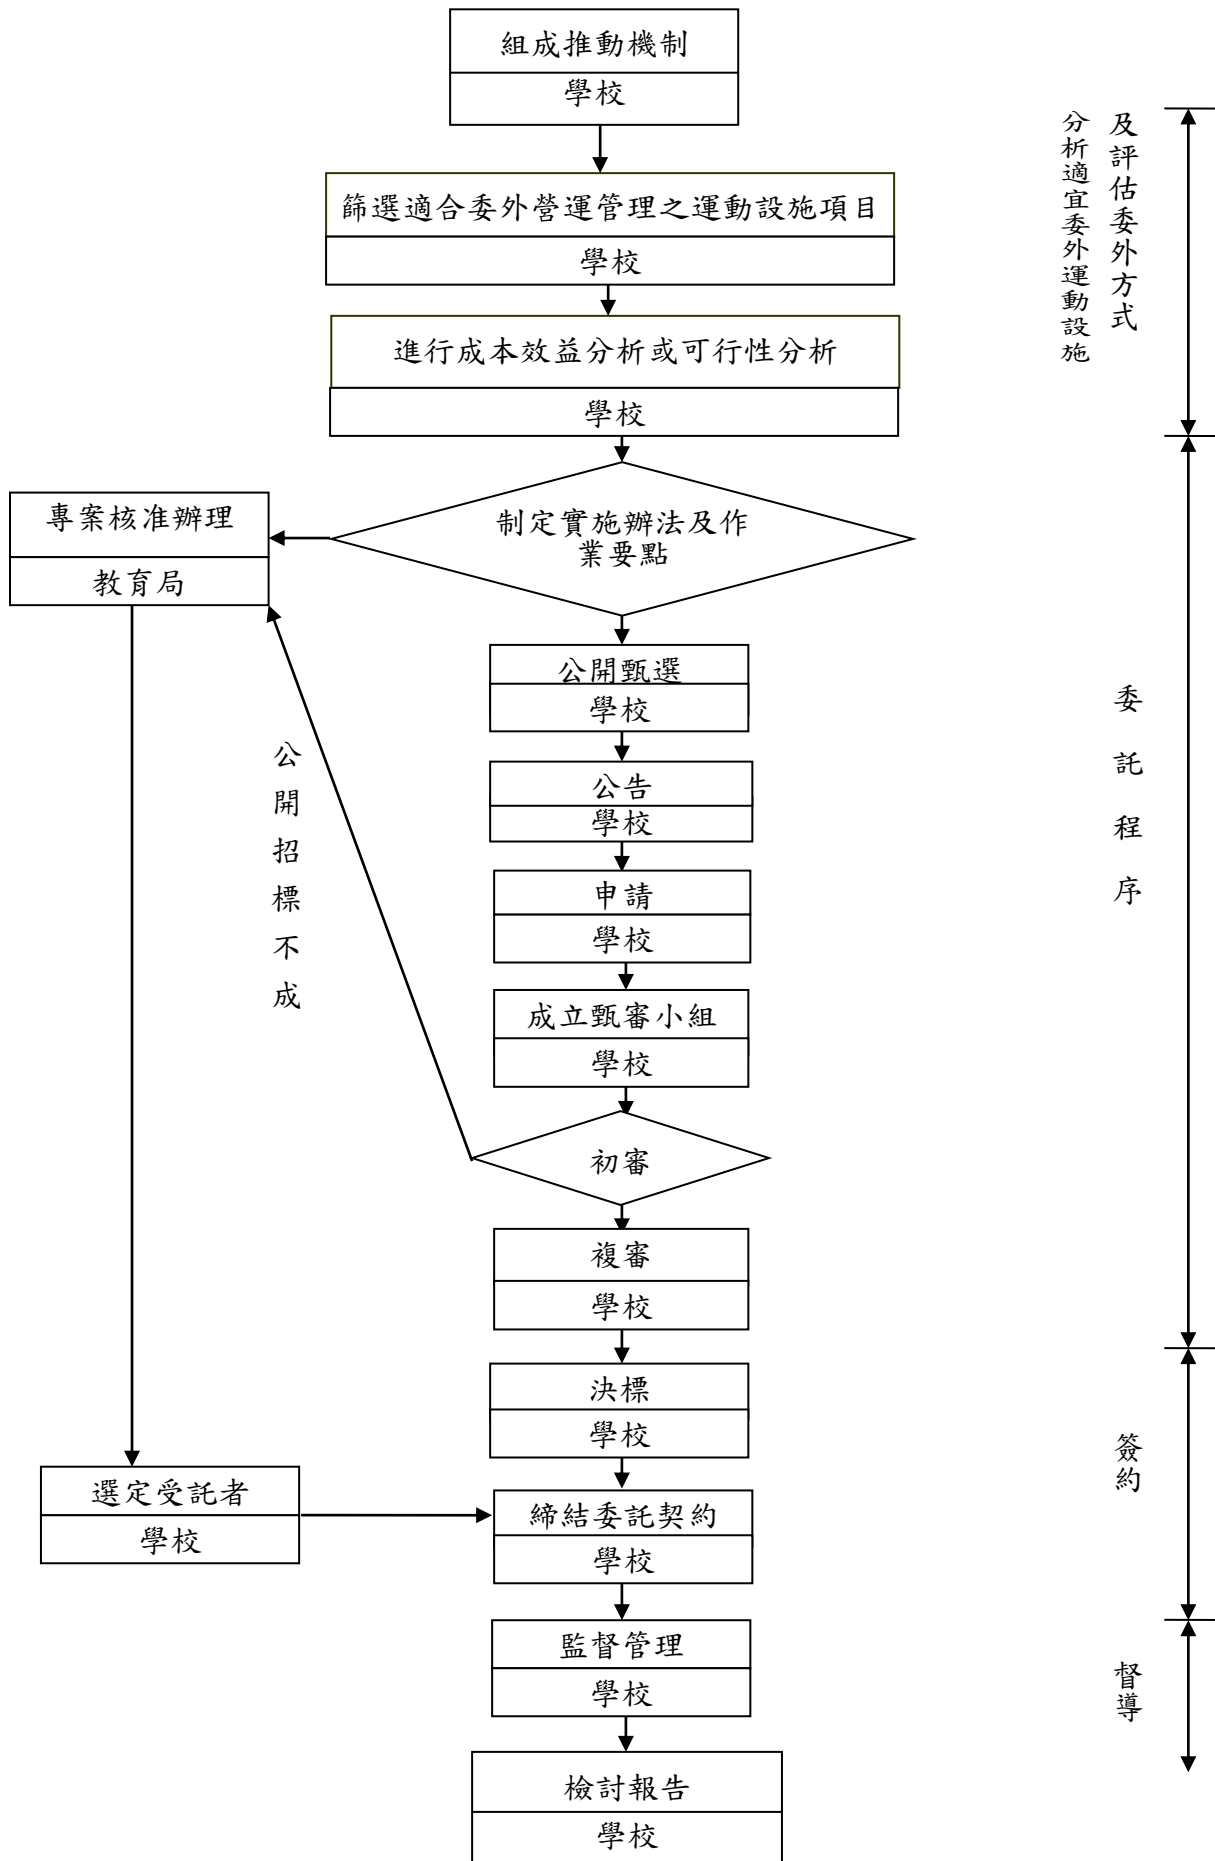 組成推動機制
學校
篩選適合委外營運管理之運動設施項目
學校
進行成本效益分析或可行性分析
學校
分析適宜委外運動設施
及評估委外方式
制定實施辦法及作
業要點
專案核准辦理
教育局
公開甄選
學校
公告
學校
申請
學校
成立甄審小組
學校
公開招標不成
初審
複審
學校
委託程序
決標
學校
選定受託者
學校
締結委託契約
學校
簽約
監督管理
學校
督導
檢討報告
學校